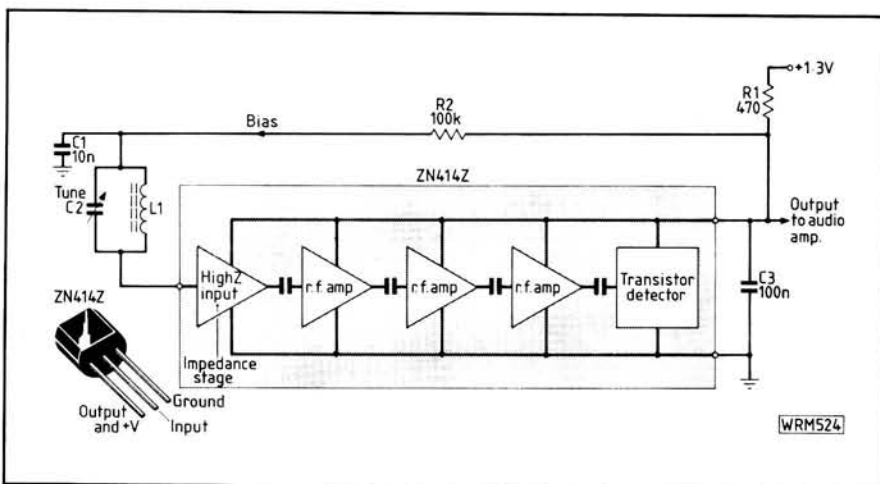 +1·3V
R1
470
R2
100k
Bias
C1
10n
ZN414Z
Tune
C2
L1
Output
to audio
amp.
High Z
input
r.f. amp
r.f. amp
r.f. amp
Transistor
detector
C3
100n
ZN414Z
Impedance
stage
Ground
Output
and +V
Input
WRM524